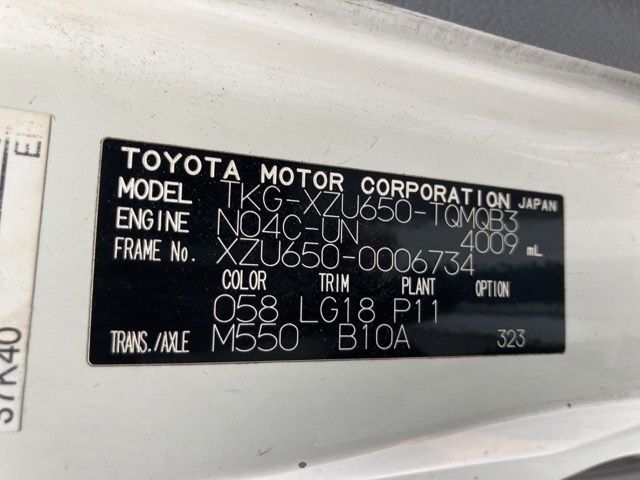 TOYOTA MOTOR CORPORATION JAPAN
MODEL TKG-XZU650-TQMQB3
ENGINE N04C-UN 4009 mL
FRAME No. XZU650-0006734
COLOR TRIM PLANT OPTION
058 LG18 P11
TRANS./AXLE M550 B10A 323
37K40